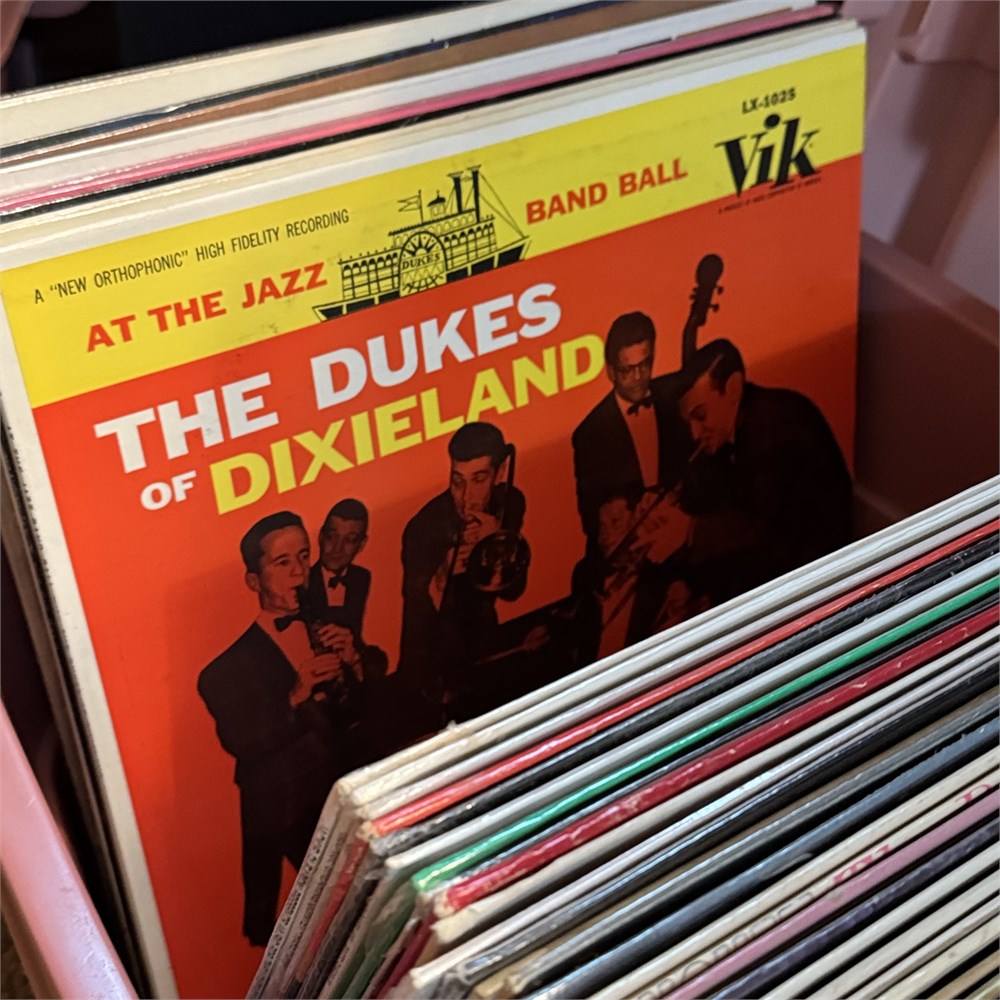 LX-1025
Vik
A "NEW ORTHOPHONIC" HIGH FIDELITY RECORDING
AT THE JAZZ BAND BALL
DUKES
THE DUKES
OF DIXIELAND